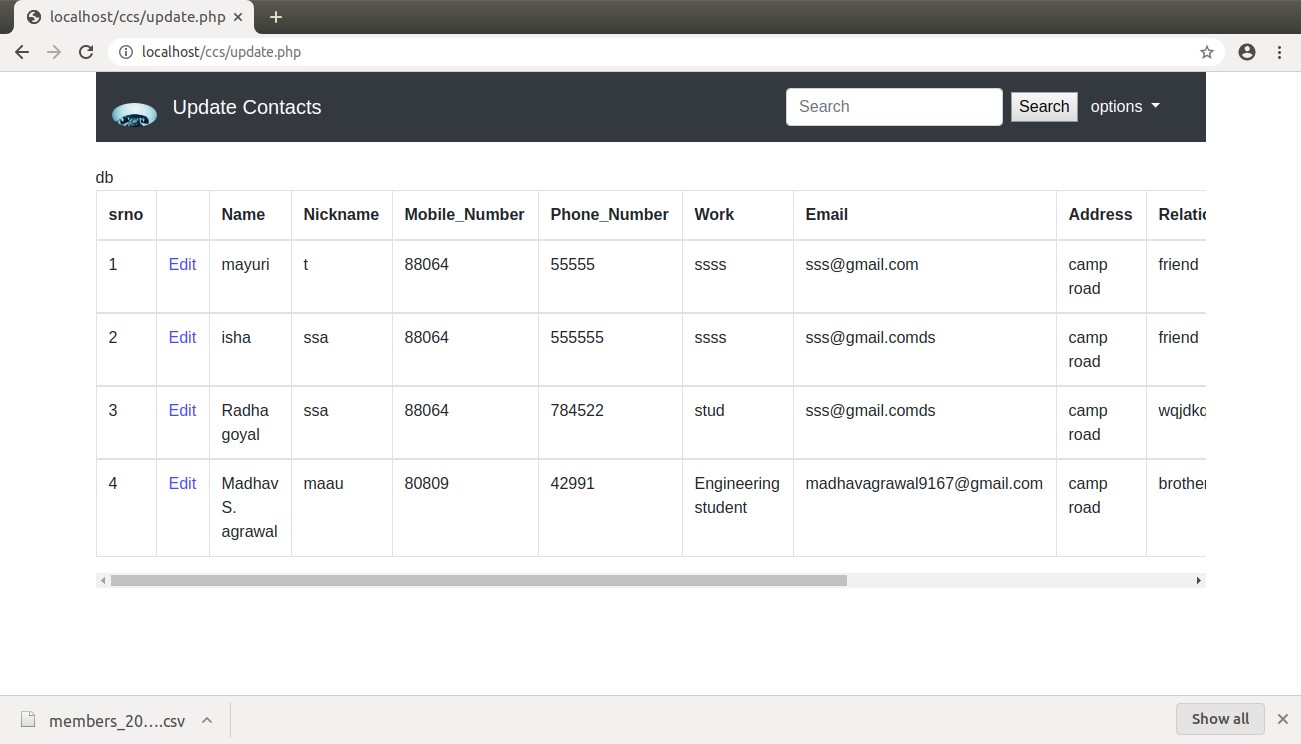 localhost/ccs/update.php
localhost/ccs/update.php
Update Contacts Search Search options
db
srno Name Nickname Mobile_Number Phone_Number Work Email Address Relatio
1 Edit mayuri t 88064 55555 ssss sss@gmail.com camp friend
road
2 Edit isha ssa 88064 555555 ssss sss@gmail.comds camp friend
road
3 Edit Radha ssa 88064 784522 stud sss@gmail.comds camp wqjdkq
goyal road
4 Edit Madhav maau 80809 42991 Engineering madhavagrawal9167@gmail.com camp brother
S. student road
agrawal
members_20....csv Show all